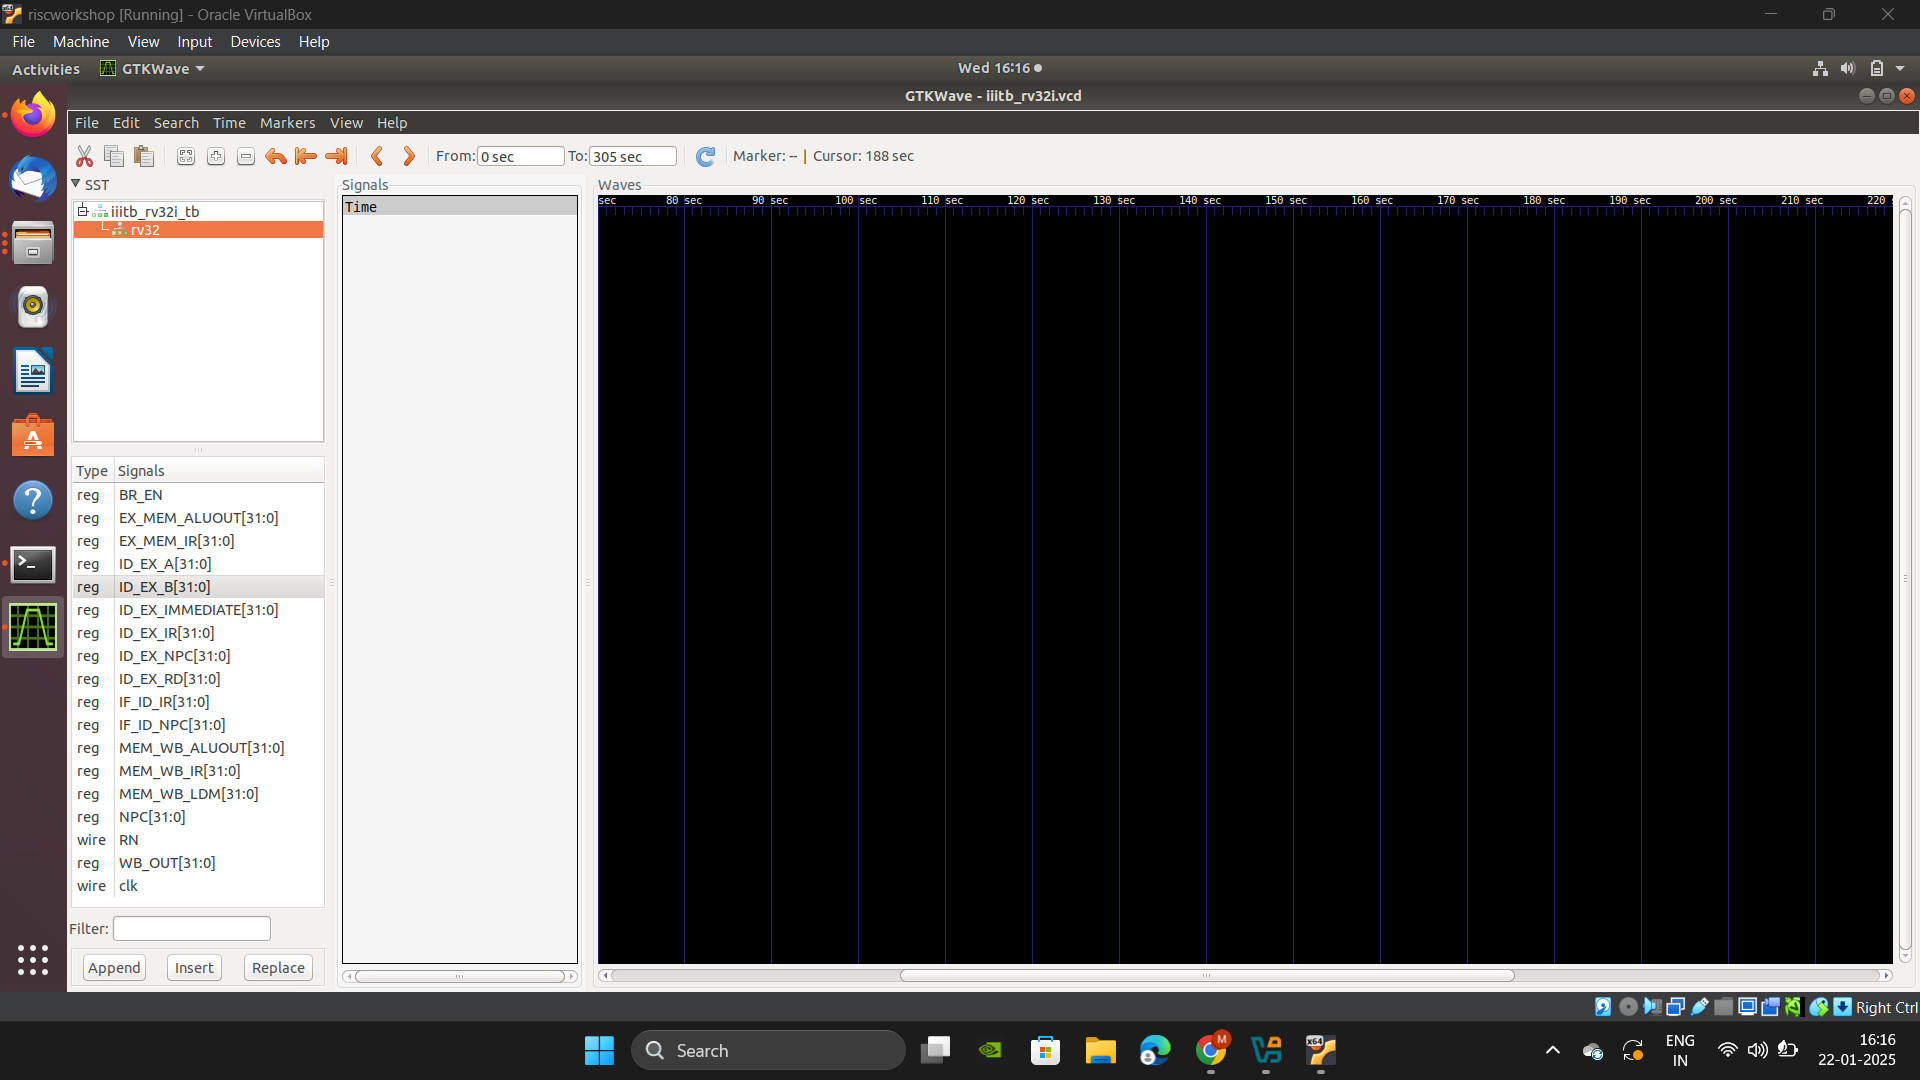 riscworkshop [Running] - Oracle VirtualBox
File Machine View Input Devices Help
Activities GTKWave Wed 16:16
GTKWave - iiitb_rv32i.vcd
File Edit Search Time Markers View Help
From: 0 sec To: 305 sec Marker: -- | Cursor: 188 sec
SST
iiitb_rv32i_tb
rv32
Type Signals
reg BR_EN
reg EX_MEM_ALUOUT[31:0]
reg EX_MEM_IR[31:0]
reg ID_EX_A[31:0]
reg ID_EX_B[31:0]
reg ID_EX_IMMEDIATE[31:0]
reg ID_EX_IR[31:0]
reg ID_EX_NPC[31:0]
reg ID_EX_RD[31:0]
reg IF_ID_IR[31:0]
reg IF_ID_NPC[31:0]
reg MEM_WB_ALUOUT[31:0]
reg MEM_WB_IR[31:0]
reg MEM_WB_LDM[31:0]
reg NPC[31:0]
wire RN
reg WB_OUT[31:0]
wire clk
Filter:
Append Insert Replace
Signals
Time
Waves
sec 80 sec 90 sec 100 sec 110 sec 120 sec 130 sec 140 sec 150 sec 160 sec 170 sec 180 sec 190 sec 200 sec 210 sec 220 s
Right Ctrl
Search
M
x64
ENG
IN
16:16
22-01-2025